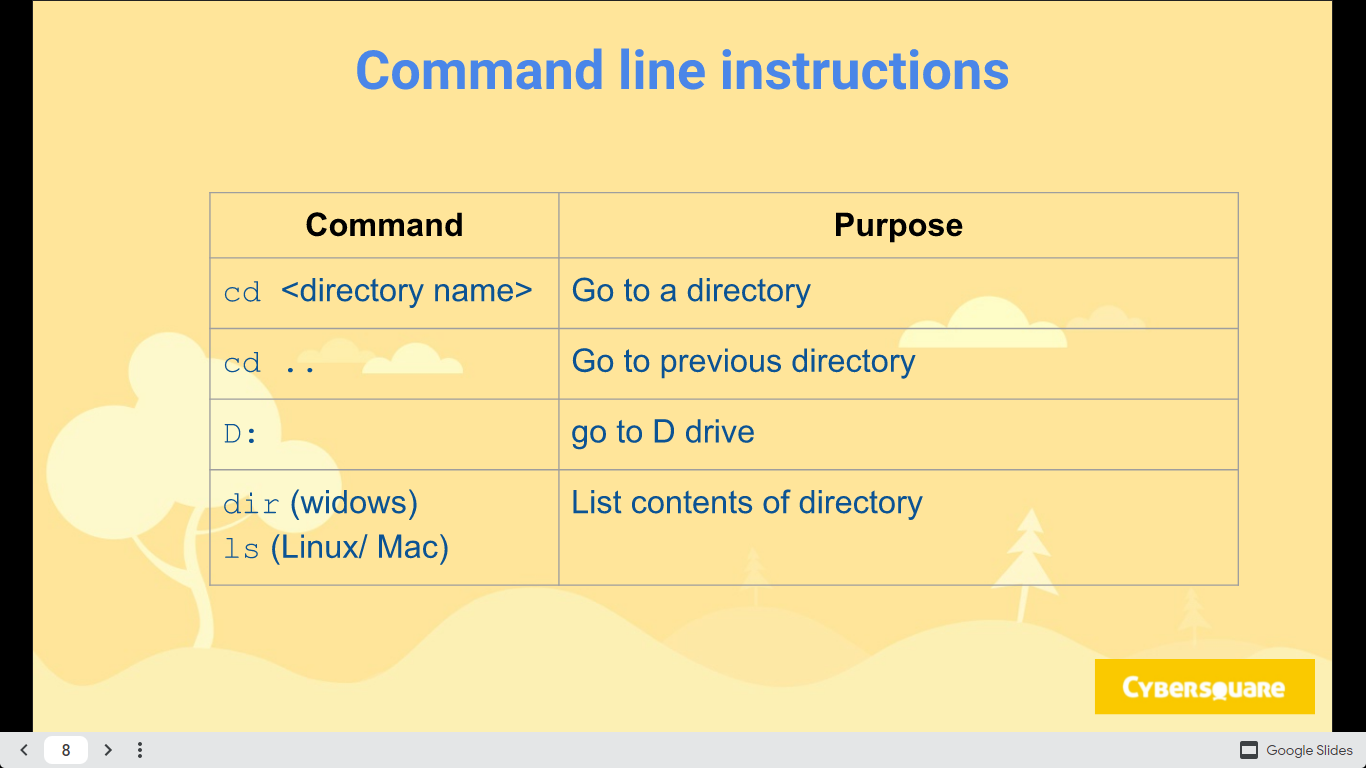 Command line instructions
Command Purpose
cd <directory name> Go to a directory
cd .. Go to previous directory
D: go to D drive
dir (widows) List contents of directory
ls (Linux/ Mac)
CYBERSQUARE
8 Google Slides